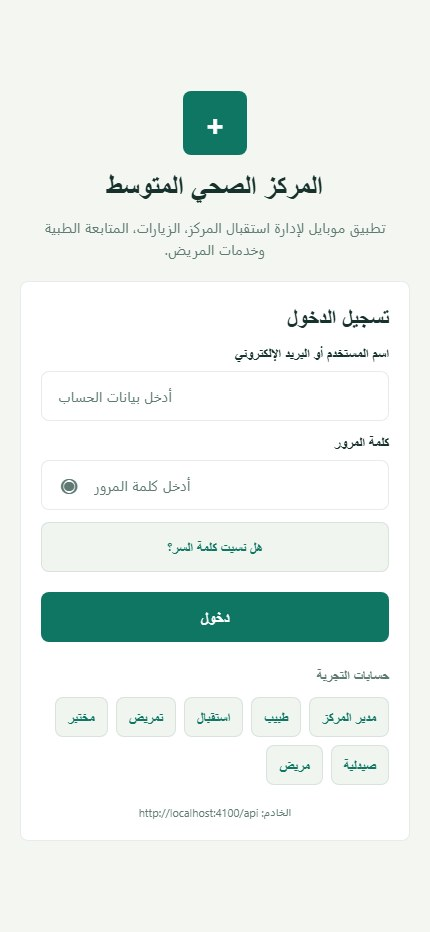 +
المركز الصحي المتوسط
تطبيق موبايل لإدارة استقبال المركز، الزيارات، المتابعة الطبية
وخدمات المريض.
تسجيل الدخول
اسم المستخدم أو البريد الإلكتروني
أدخل بيانات الحساب
كلمة المرور
أدخل كلمة المرور
هل نسيت كلمة السر؟
دخول
حسابات التجربة
مدير المركز طبيب استقبال تمريض مختبر
صيدلية مريض
الخادم: http://localhost:4100/api